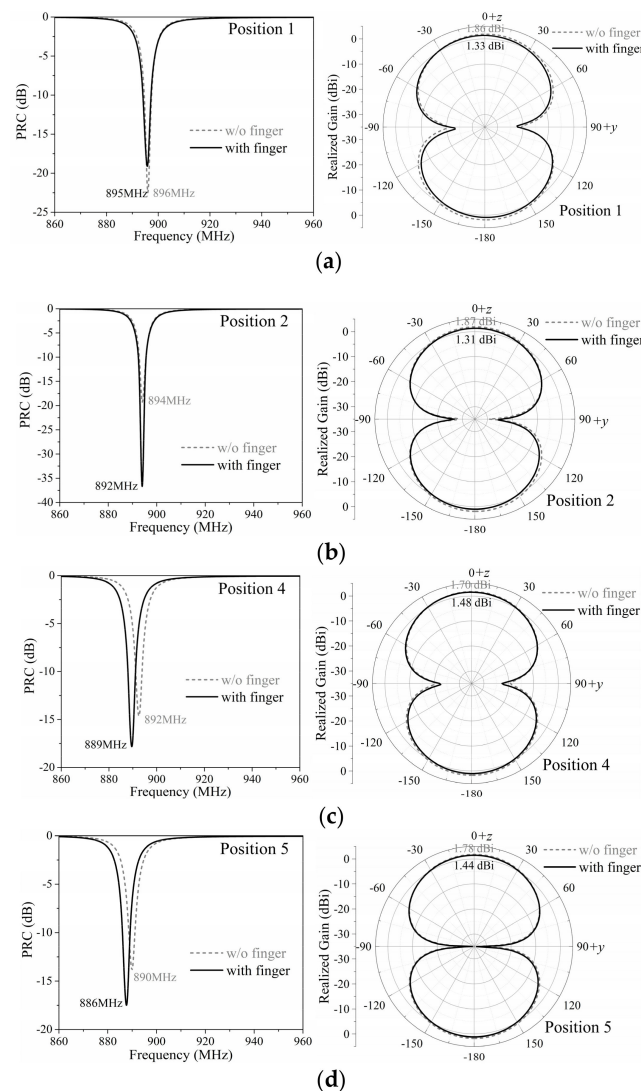 Position 1
0
-5
-10
-15
-20
-25
PRC (dB)
w/o finger
with finger
895MHz
896MHz
860 880 900 920 940 960
Frequency (MHz)
0+z
1.86 dBi
1.33 dBi
w/o finger
with finger
-30 30
-60 60
-90 90+y
-120 120
-150 150
-180
0
-10
-20
-30
-30
-20
-10
0
Realized Gain (dBi)
Position 1
(a)
Position 2
0
-5
-10
-15
-20
-25
-30
-35
-40
PRC (dB)
894MHz
w/o finger
with finger
892MHz
860 880 900 920 940 960
Frequency (MHz)
0+z
1.87 dBi
1.31 dBi
w/o finger
with finger
-30 30
-60 60
-90 90+y
-120 120
-150 150
-180
0
-10
-20
-30
-30
-20
-10
0
Realized Gain (dBi)
Position 2
(b)
Position 4
0
-5
-10
-15
-20
PRC (dB)
w/o finger
with finger
892MHz
889MHz
860 880 900 920 940 960
Frequency (MHz)
0+z
1.70 dBi
1.48 dBi
w/o finger
with finger
-30 30
-60 60
-90 90+y
-120 120
-150 150
-180
0
-10
-20
-30
-30
-20
-10
0
Realized Gain (dBi)
Position 4
(c)
Position 5
0
-5
-10
-15
-20
PRC (dB)
w/o finger
with finger
890MHz
886MHz
860 880 900 920 940 960
Frequency (MHz)
0+z
1.78 dBi
1.44 dBi
w/o finger
with finger
-30 30
-60 60
-90 90+y
-120 120
-150 150
-180
0
-10
-20
-30
-30
-20
-10
0
Realized Gain (dBi)
Position 5
(d)